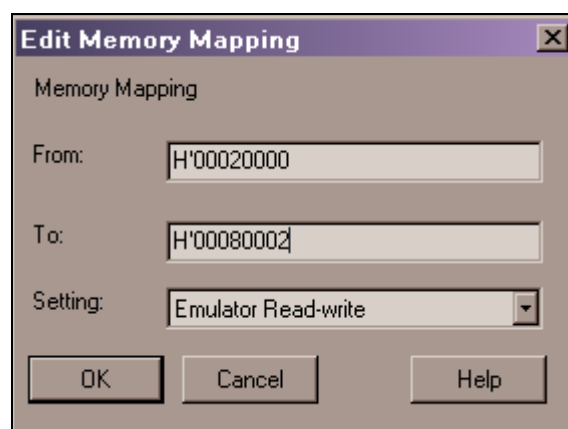 Edit Memory Mapping
Memory Mapping
From: H'00020000
To: H'00080002
Setting: Emulator Read-write
OK Cancel Help